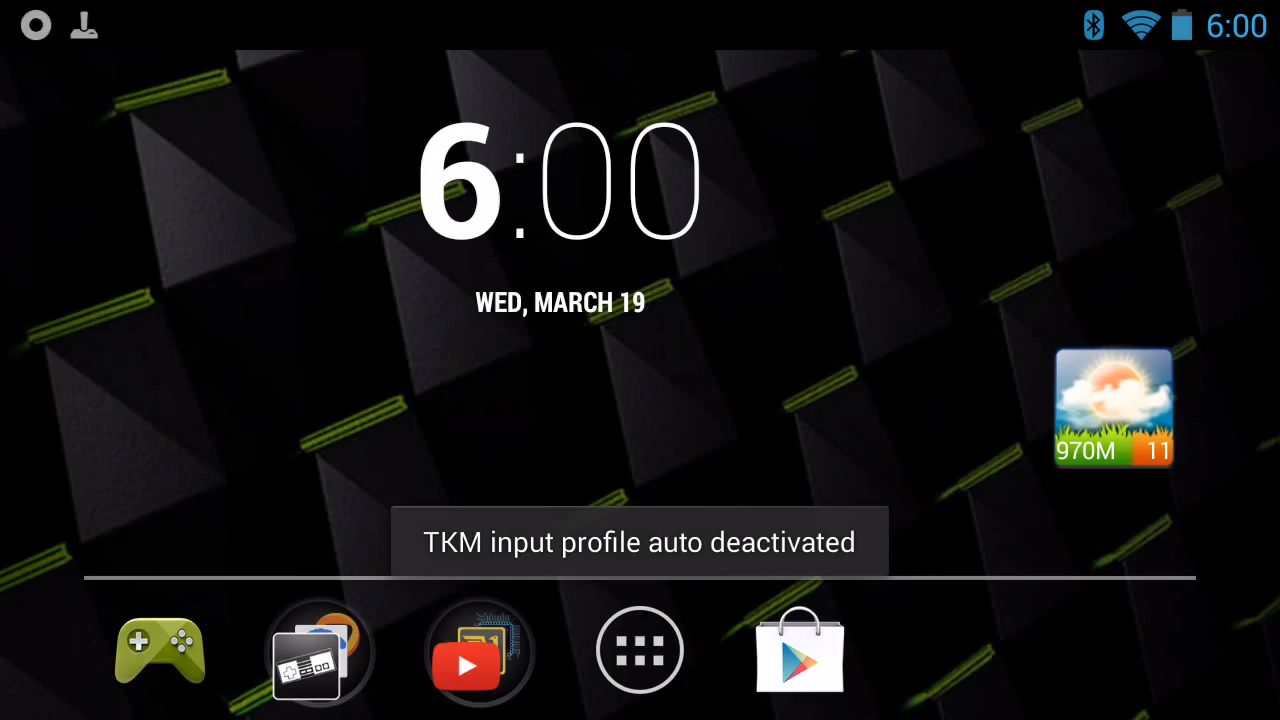 6:00
6:00
WED, MARCH 19
970M 11
TKM input profile auto deactivated